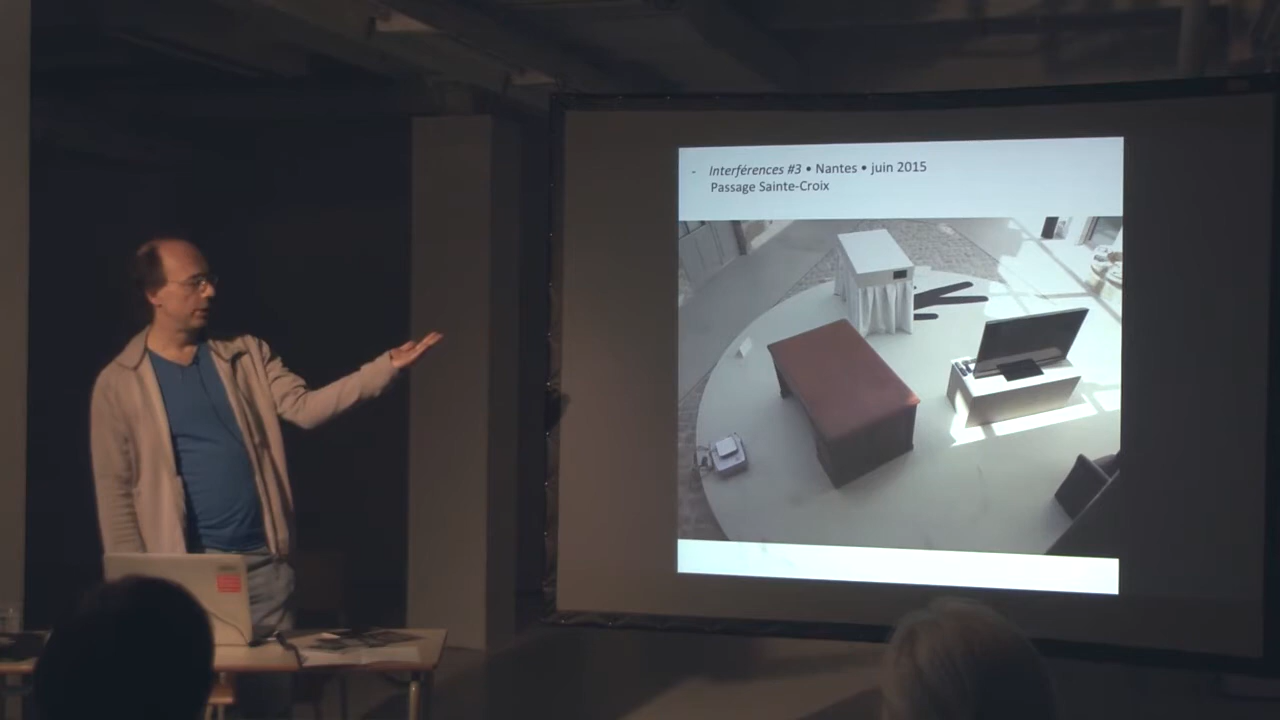 - Interférences #3 • Nantes • juin 2015
Passage Sainte-Croix